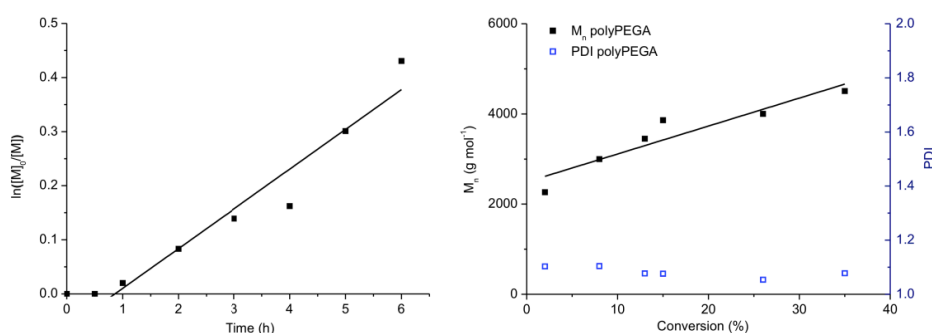 0.5
0.4
0.3
0.2
0.1
0.0
0 1 2 3 4 5 6
Time (h)
ln([M]₀/[M])
6000
4000
2000
0
Mₙ (g mol⁻¹)
Mₙ polyPEGA
PDI polyPEGA
0 10 20 30 40
Conversion (%)
2.0
1.8
1.6
1.4
1.2
1.0
PDI